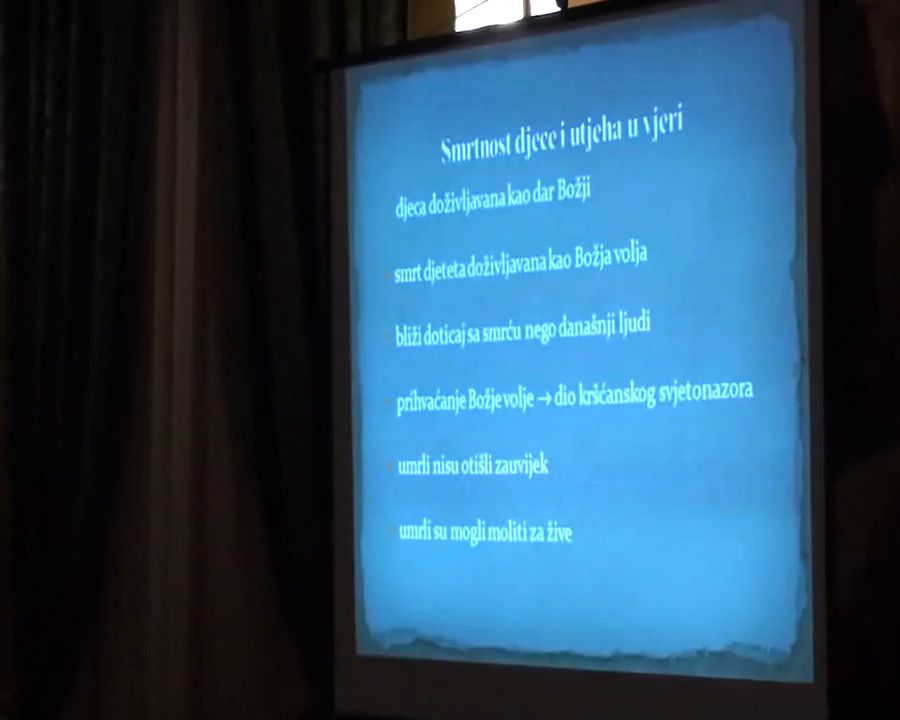 Smrtnost djece i utjeha u vjeri
djeca doživljavana kao dar Božji
smrt djeteta doživljavana kao Božja volja
bliži doticaj sa smrću nego današnji ljudi
prihvaćanje Božje volje → dio kršćanskog svjetonazora
umrli nisu otišli zauvijek
umrli su mogli moliti za žive